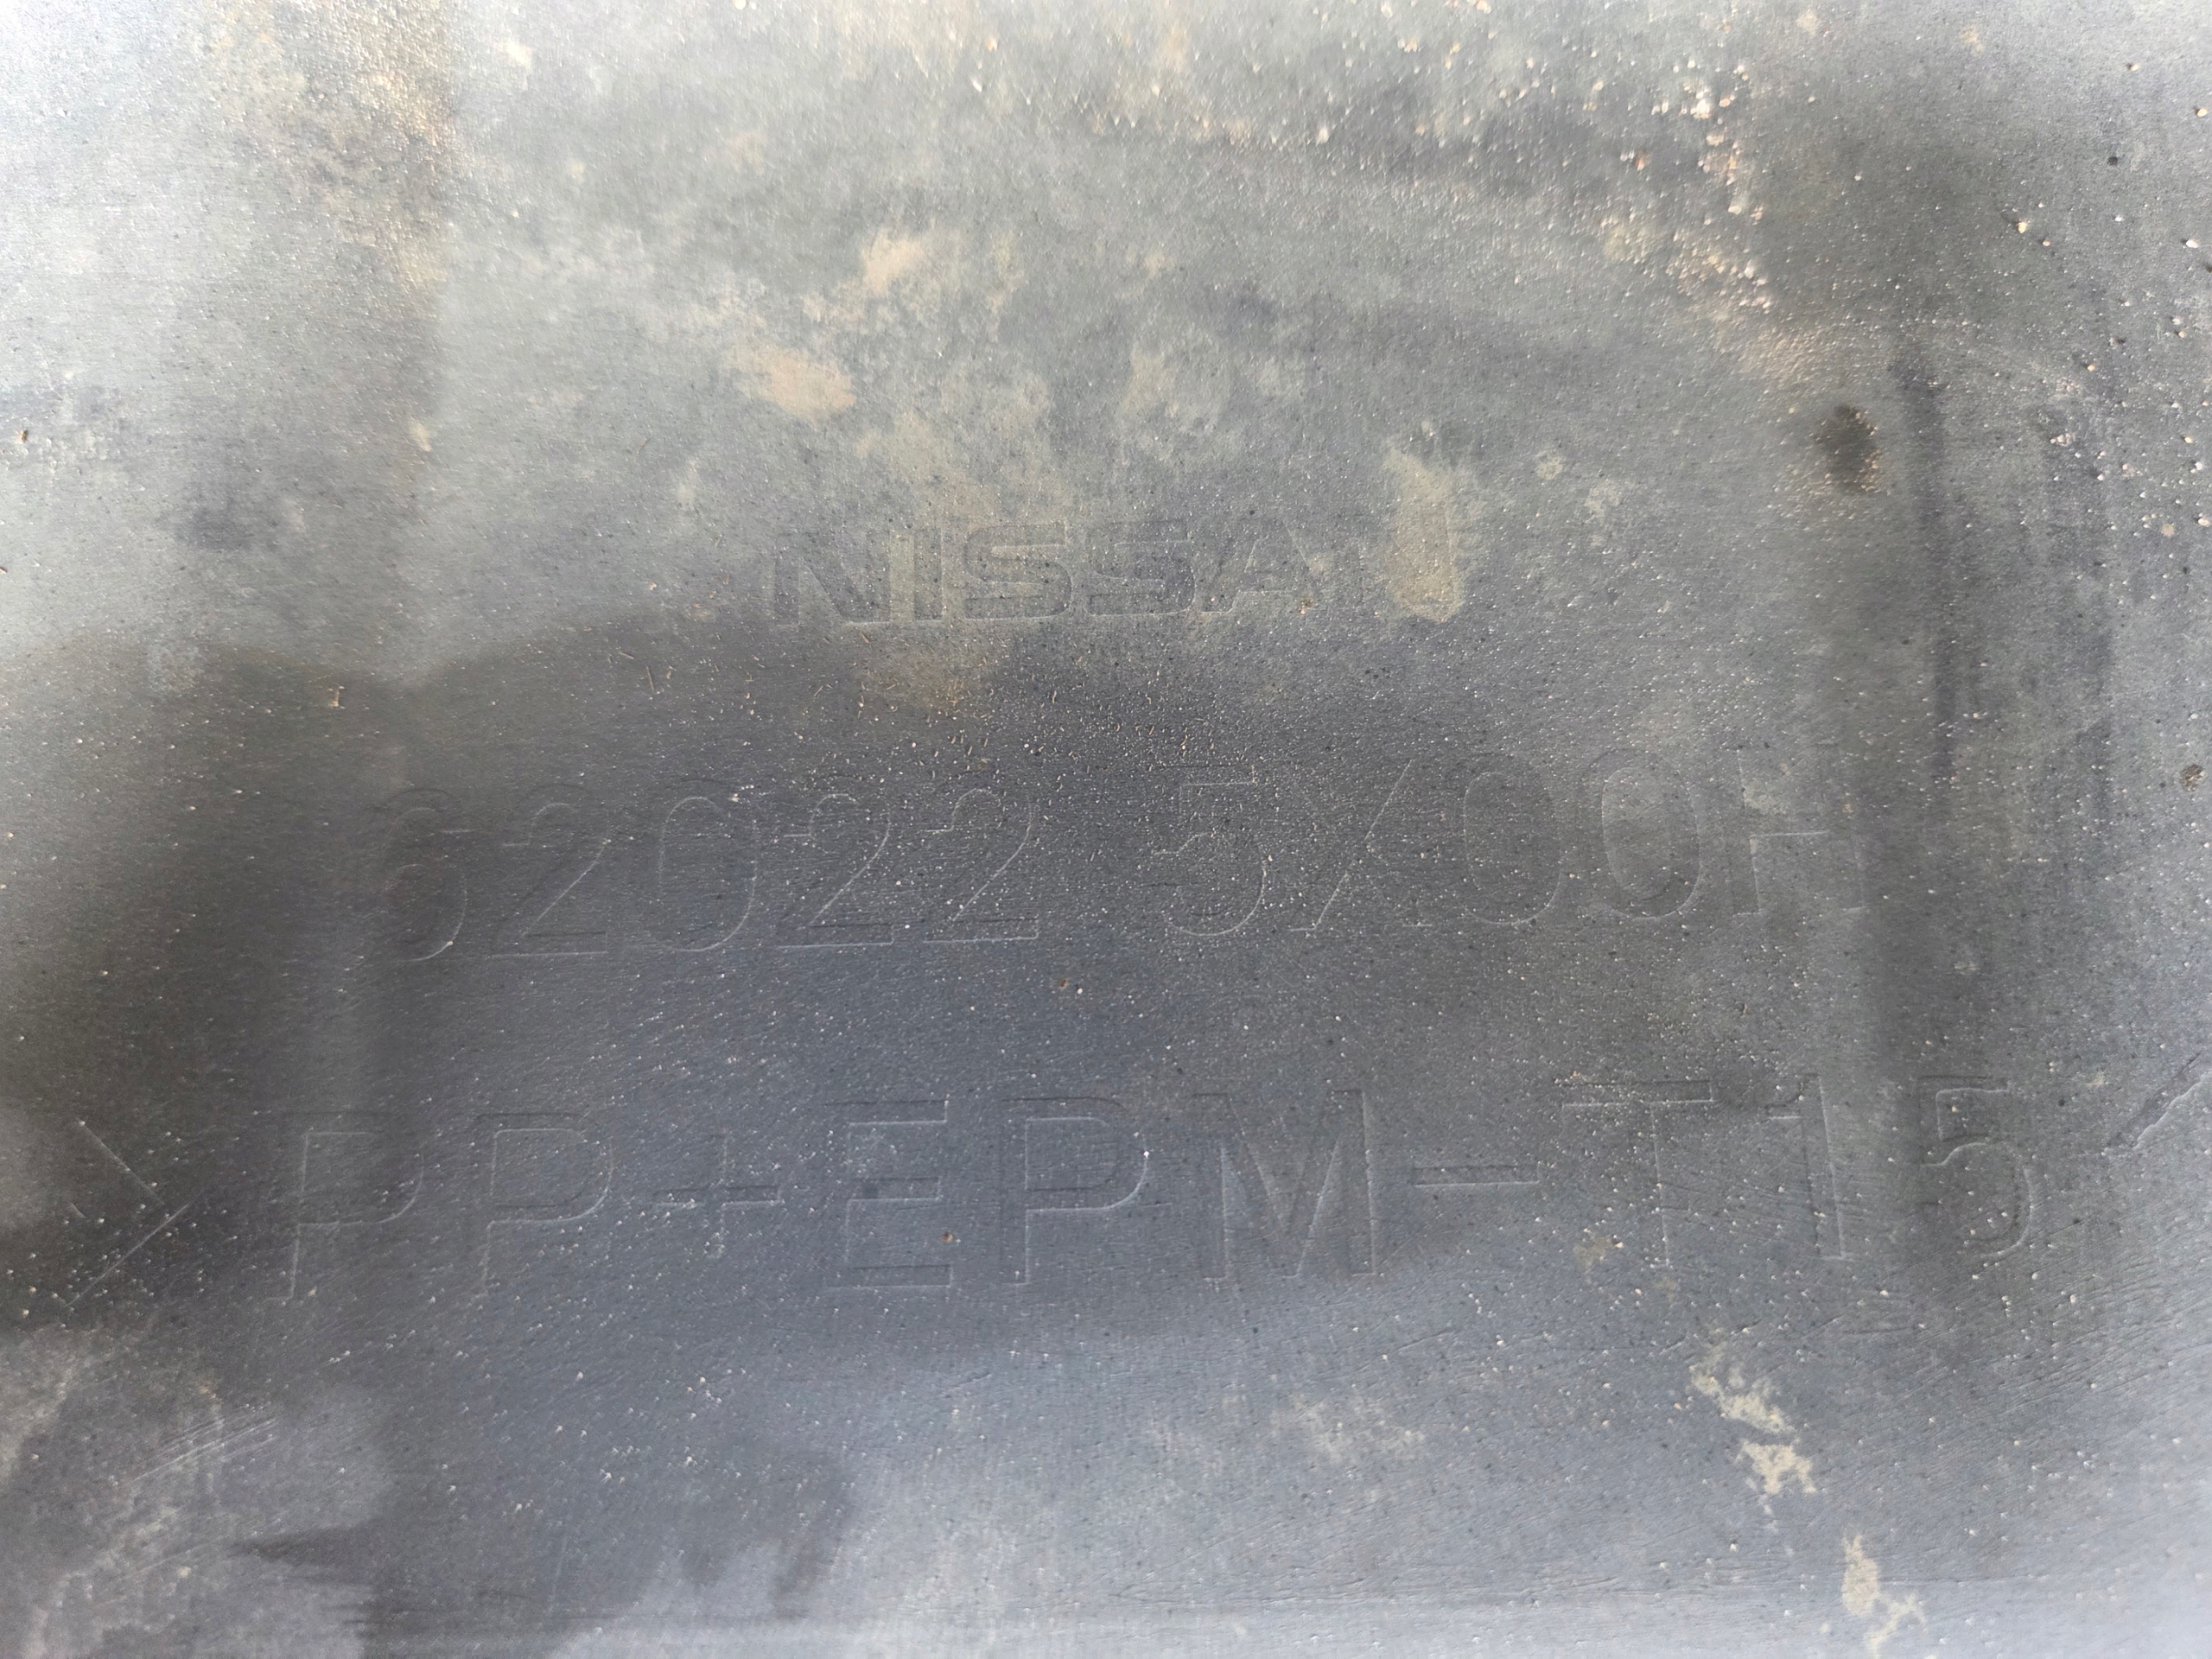 NISSAN
62022 5X00H
>PP+EPM-T15<